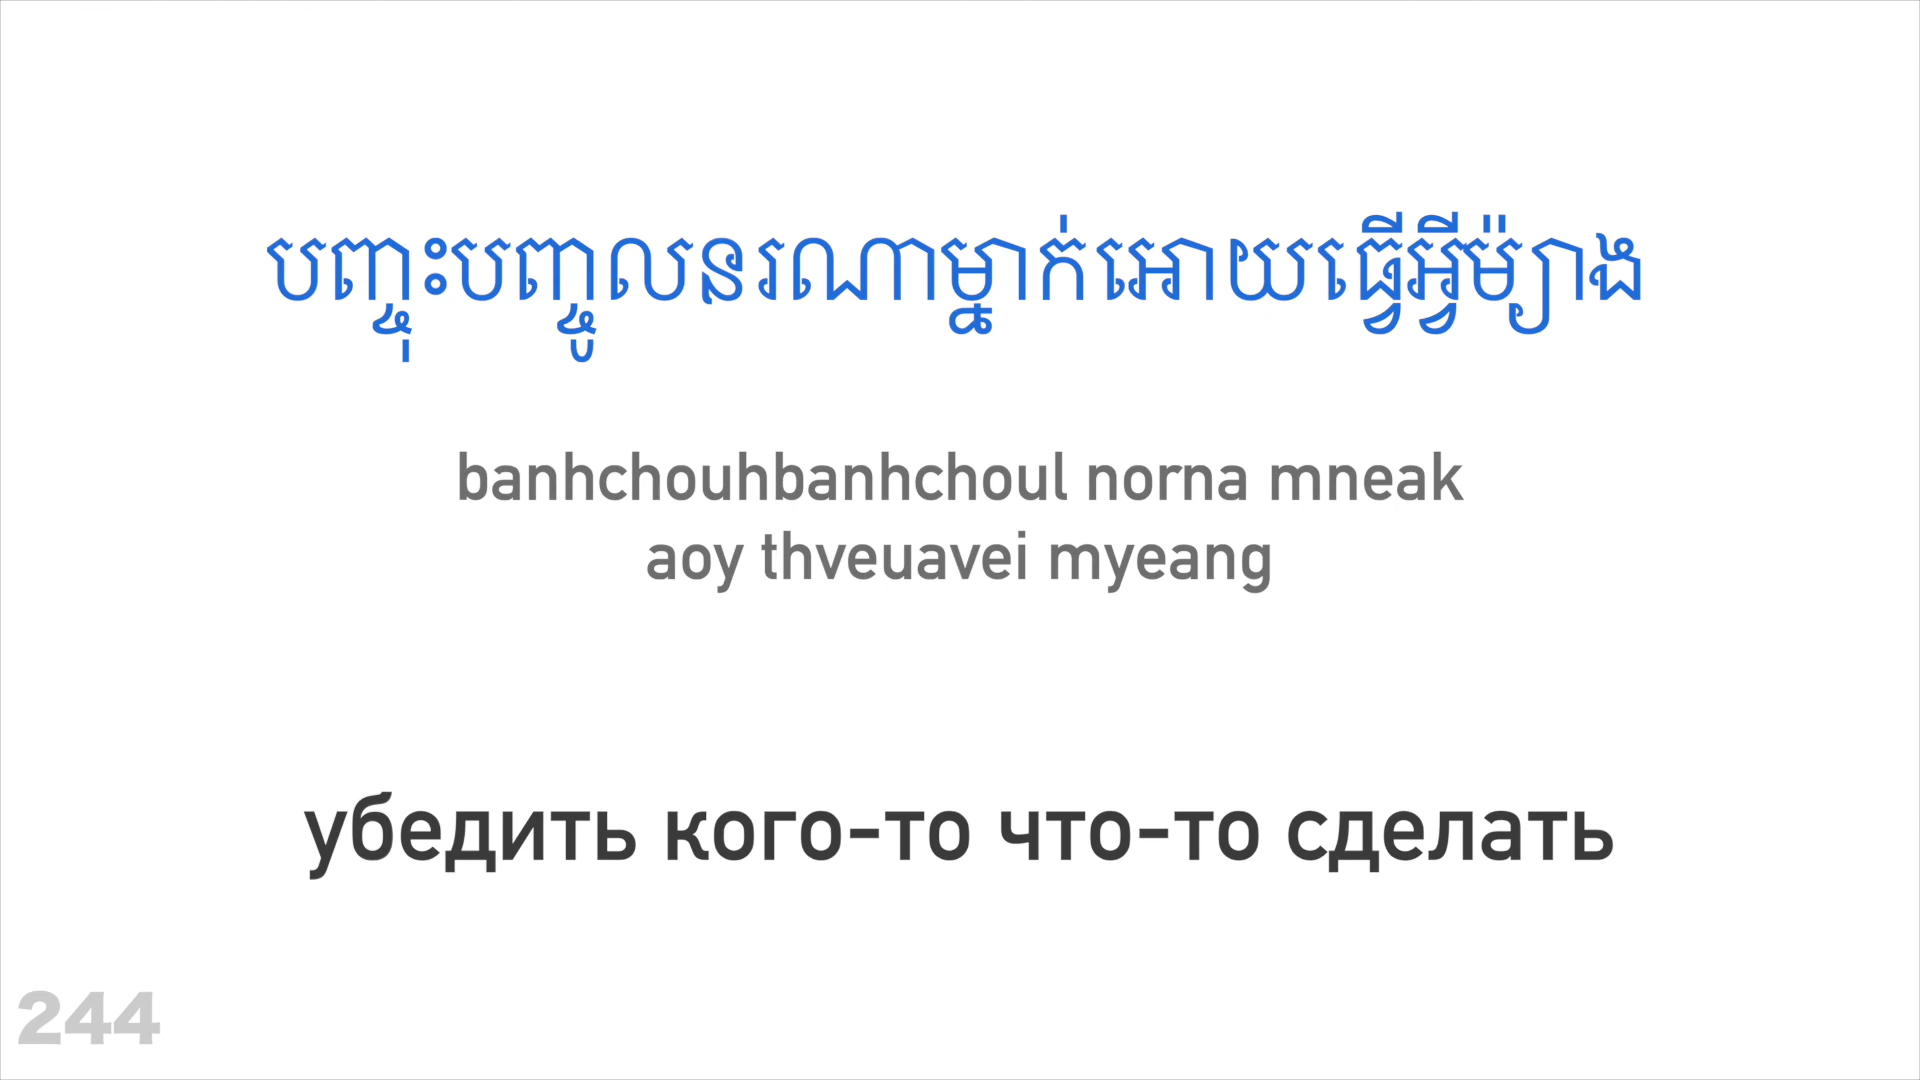 បញ្ចុះបញ្ចូលនរណាម្នាក់អោយធ្វើអ្វីម៉្យាង
banhchouhbanhchoul norna mneak
aoy thveuavei myeang
убедить кого-то что-то сделать
244